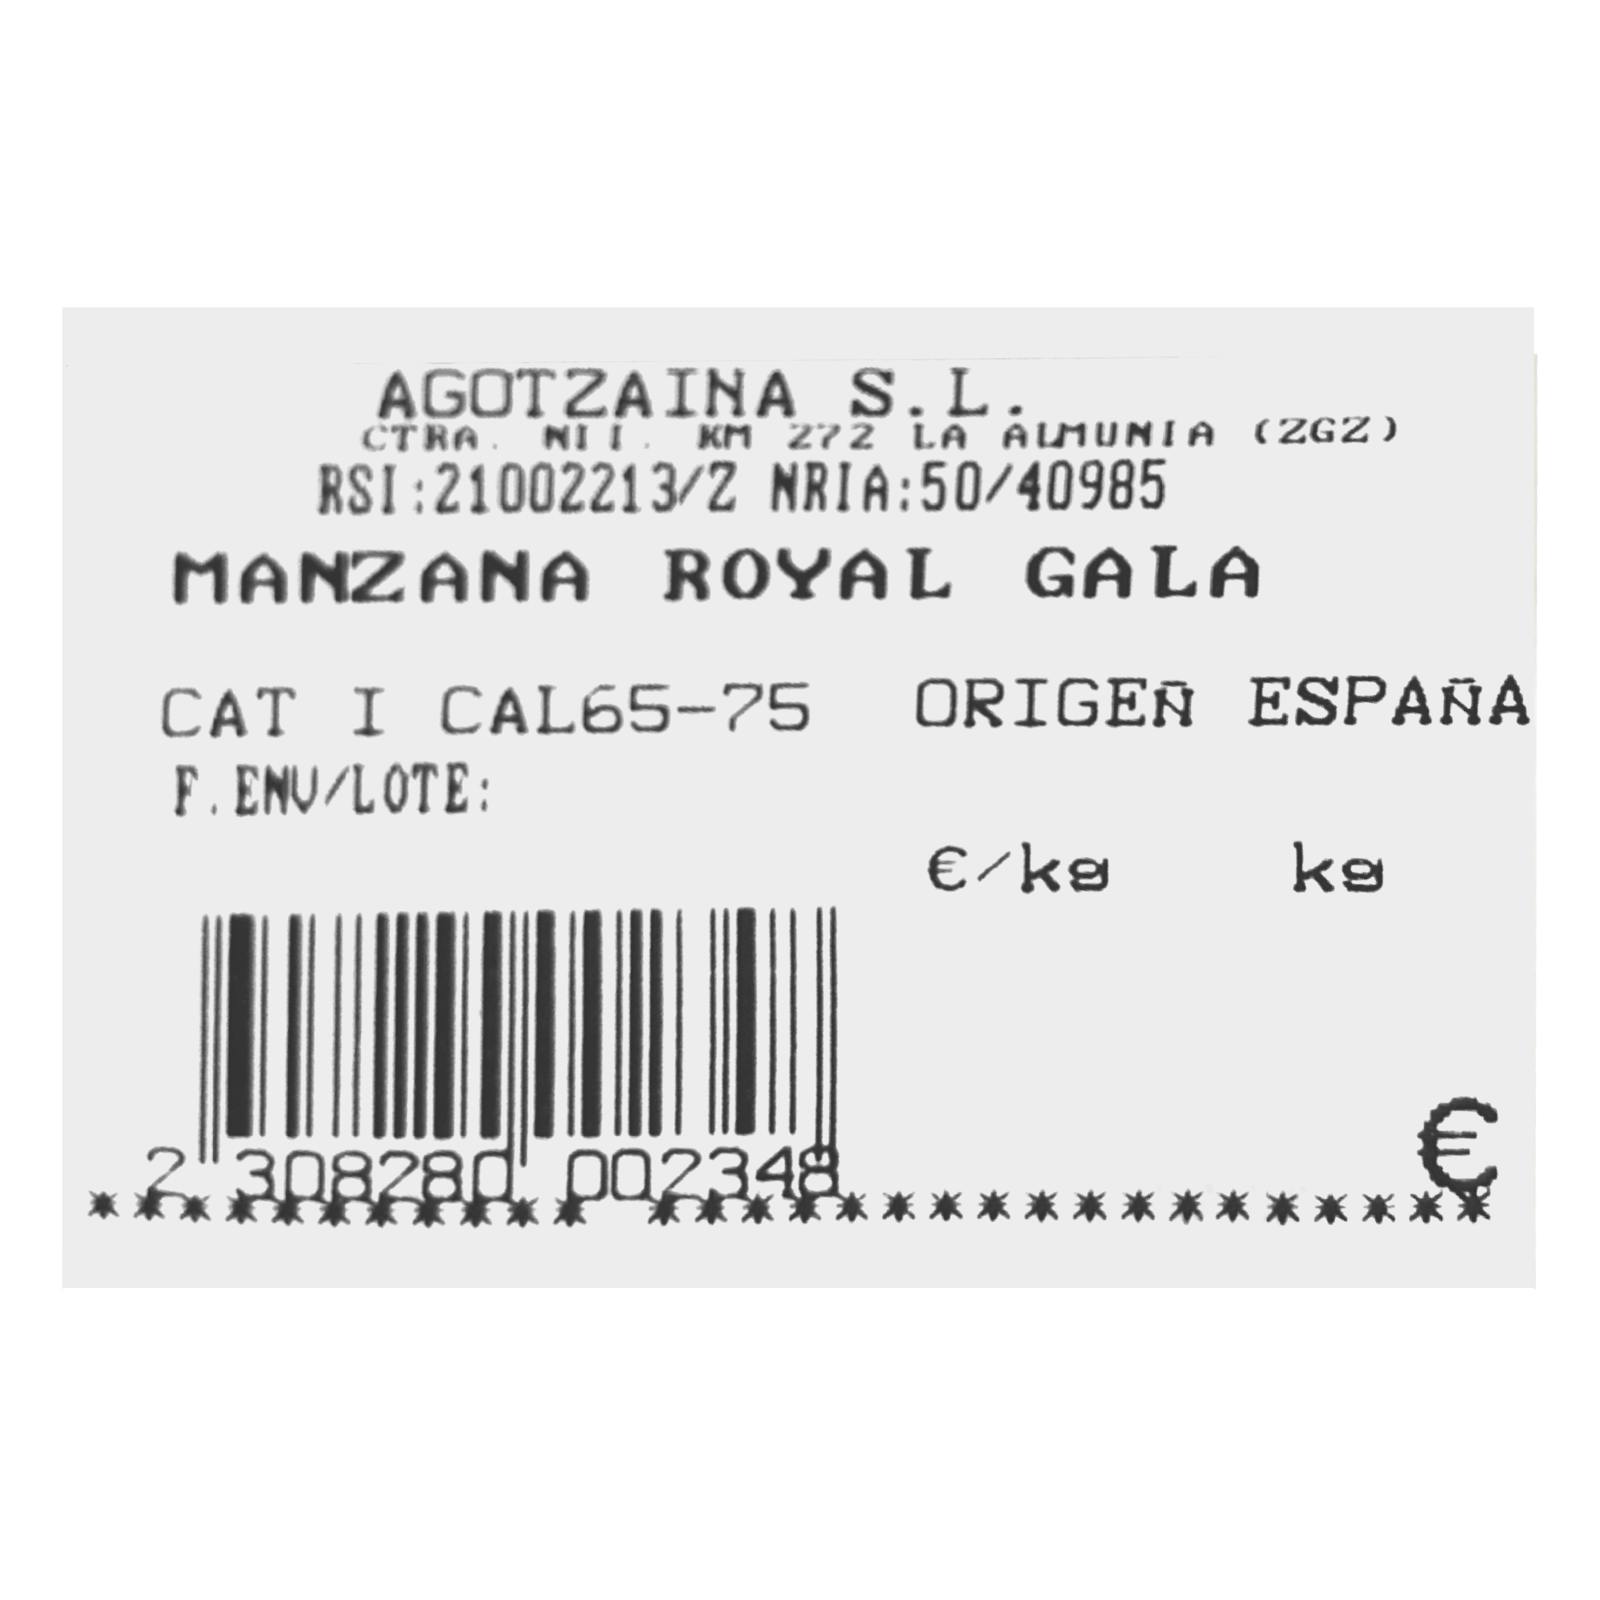 AGOTZAINA S.L.
CTRA. NII. KM 272 LA ALMUNIA (ZGZ)
RSI:21002213/Z NRIA:50/40985
MANZANA ROYAL GALA
CAT I CAL65-75 ORIGEÑ ESPAÑA
F.ENV/LOTE:
€/kg kg
€
2 308280 002348
***********  ******************